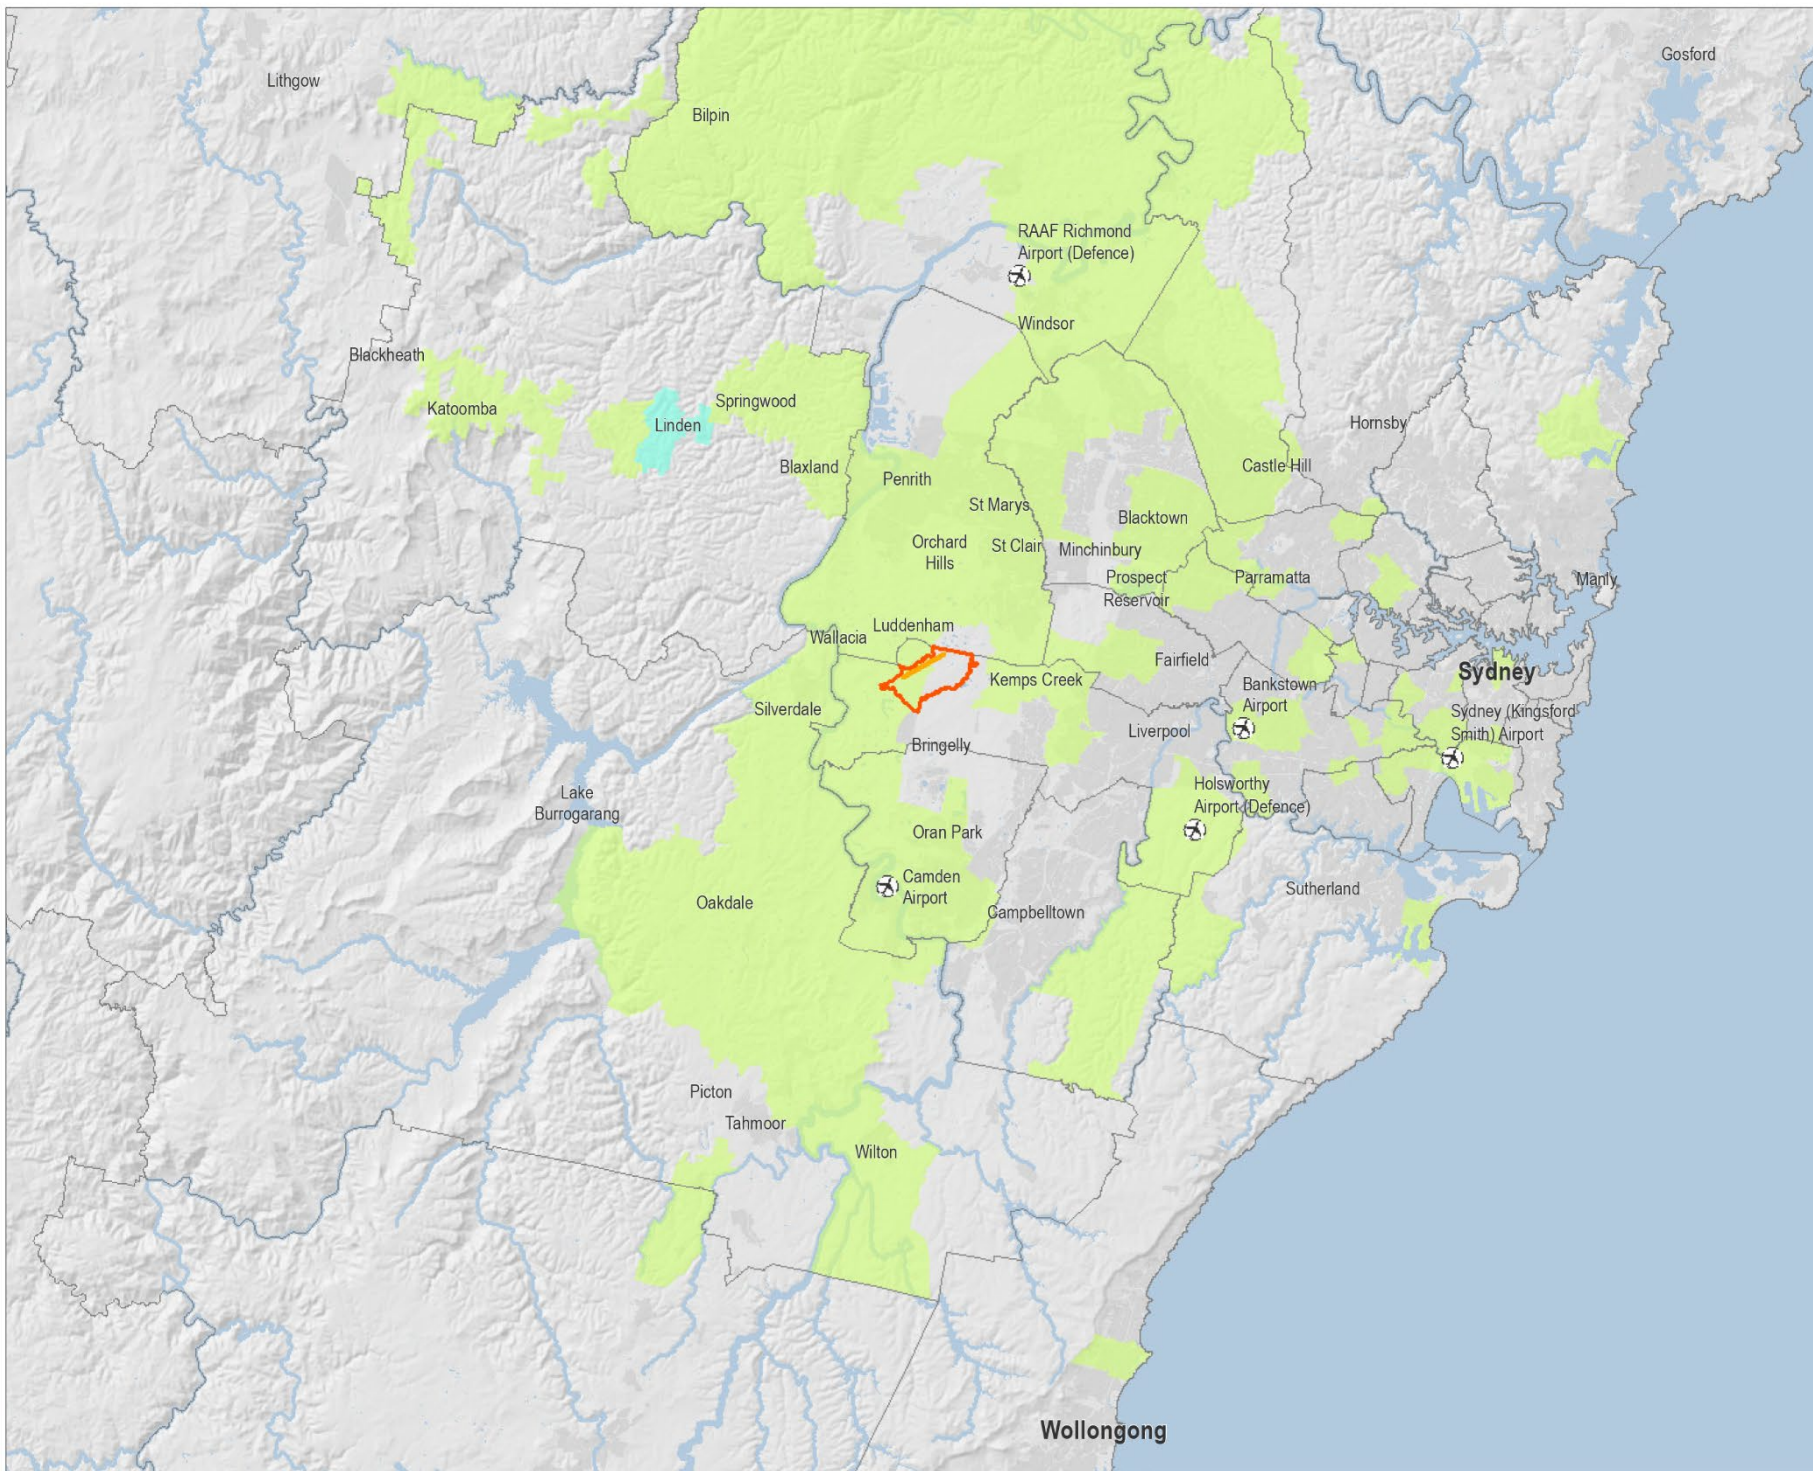 Gosford
Lithgow
Bilpin
RAAF Richmond
Airport (Defence)
Windsor
Blackheath
Katoomba
Springwood
Linden
Hornsby
Blaxland
Penrith
Castle Hill
St Marys
Blacktown
Orchard
Hills
St Clair
Minchinbury
Prospect
Reservoir
Parramatta
Manly
Luddenham
Wallacia
Fairfield
Sydney
Kemps Creek
Bankstown
Airport
Silverdale
Sydney (Kingsford
Smith) Airport
Liverpool
Bringelly
Lake
Burrogarang
Holsworthy
Airport (Defence)
Oran Park
Camden
Airport
Sutherland
Oakdale
Campbelltown
Picton
Tahmoor
Wilton
Wollongong